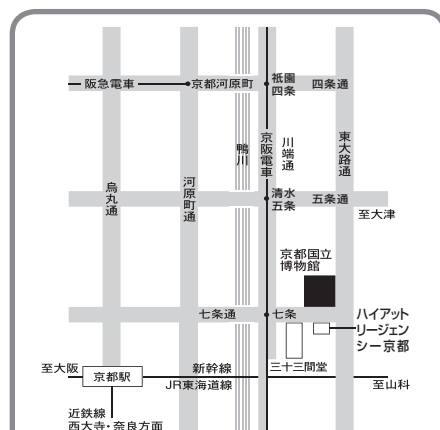 阪急電車
京都河原町
祇園
四条
四条通
鴨川
京阪電車
川端通
東大路通
烏丸通
河原町通
清水
五条
五条通
至大津
京都国立
博物館
七条通
七条
ハイアット
リージェン
シー京都
三十三間堂
至大阪
京都駅
新幹線
JR東海道線
至山科
近鉄線
西大寺・奈良方面